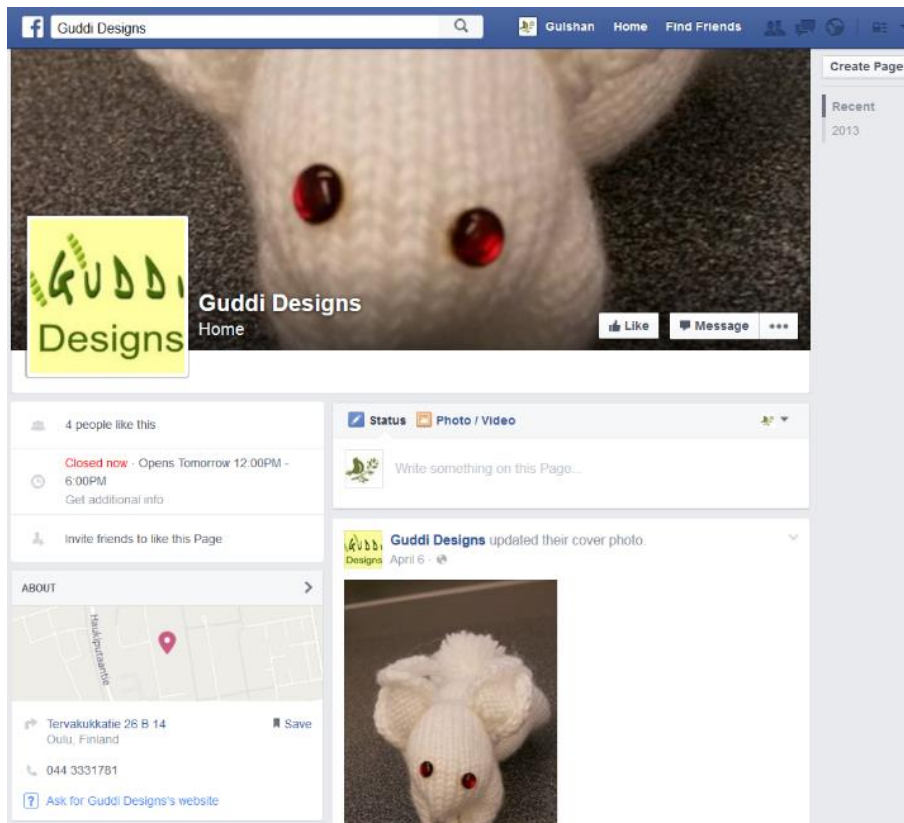 Guddi Designs
Gulshan Home Find Friends
Create Page
Recent
2013
GUDDI
Designs
Guddi Designs
Home
Like Message
4 people like this
Closed now - Opens Tomorrow 12:00PM -
6:00PM
Get additional info
Invite friends to like this Page
ABOUT
Haukiputaantie
Tervakukkatie 26 B 14 Save
Oulu, Finland
044 3331781
? Ask for Guddi Designs's website
Status Photo / Video
Write something on this Page...
GUDDI
Designs
Guddi Designs updated their cover photo.
April 6